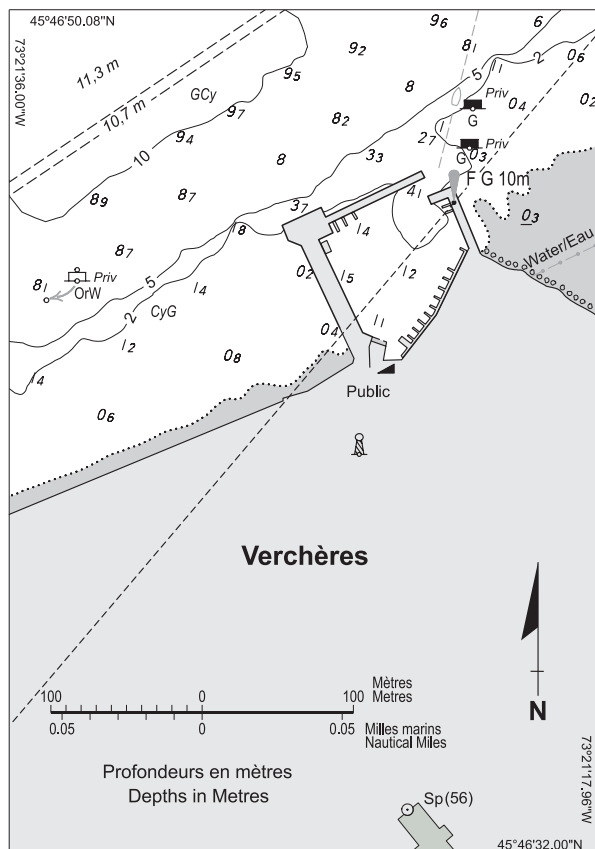 45°46'50.08"N
73°21'36.00"W
9₆
6
9₂
8₁
5
2
0₆
11,3 m
9₅
1₁
GCy
8
Priv
0₄
0₂
10,7 m
9₇
G
8₂
2₇
1
9₄
Priv
10
3₃
G
0₃
8
F G 10m
8₉
8₇
4₁
3₇
0₃
1₈
1₄
Water/Eau
8₇
0₂
1₅
1₂
5
Priv
8₁
OrW
1₄
2
CyG
1₁
0₄
1₂
0₈
1₄
Public
0₆
Verchères
Mètres
100 0 100
Metres
0.05 0 0.05
Milles marins
Nautical Miles
N
Profondeurs en mètres
Depths in Metres
73°21'17.96"W
Sp(56)
45°46'32.00"N